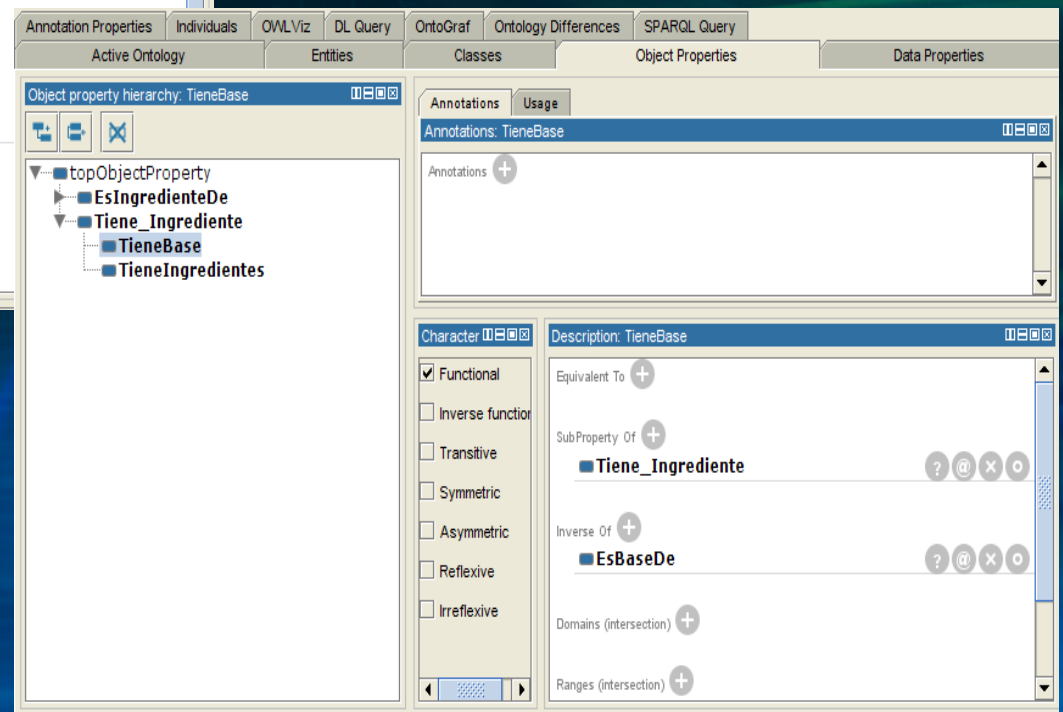 Annotation Properties Individuals OWLViz DL Query OntoGraf Ontology Differences SPARQL Query
Active Ontology Entities Classes Object Properties Data Properties
Object property hierarchy: TieneBase
topObjectProperty
EsIngredienteDe
Tiene_Ingrediente
TieneBase
TieneIngredientes
Annotations Usage
Annotations: TieneBase
Annotations
Character
Functional
Inverse function
Transitive
Symmetric
Asymmetric
Reflexive
Irreflexive
Description: TieneBase
Equivalent To
SubProperty Of
Tiene_Ingrediente
? @ X O
Inverse Of
EsBaseDe
? @ X O
Domains (intersection)
Ranges (intersection)